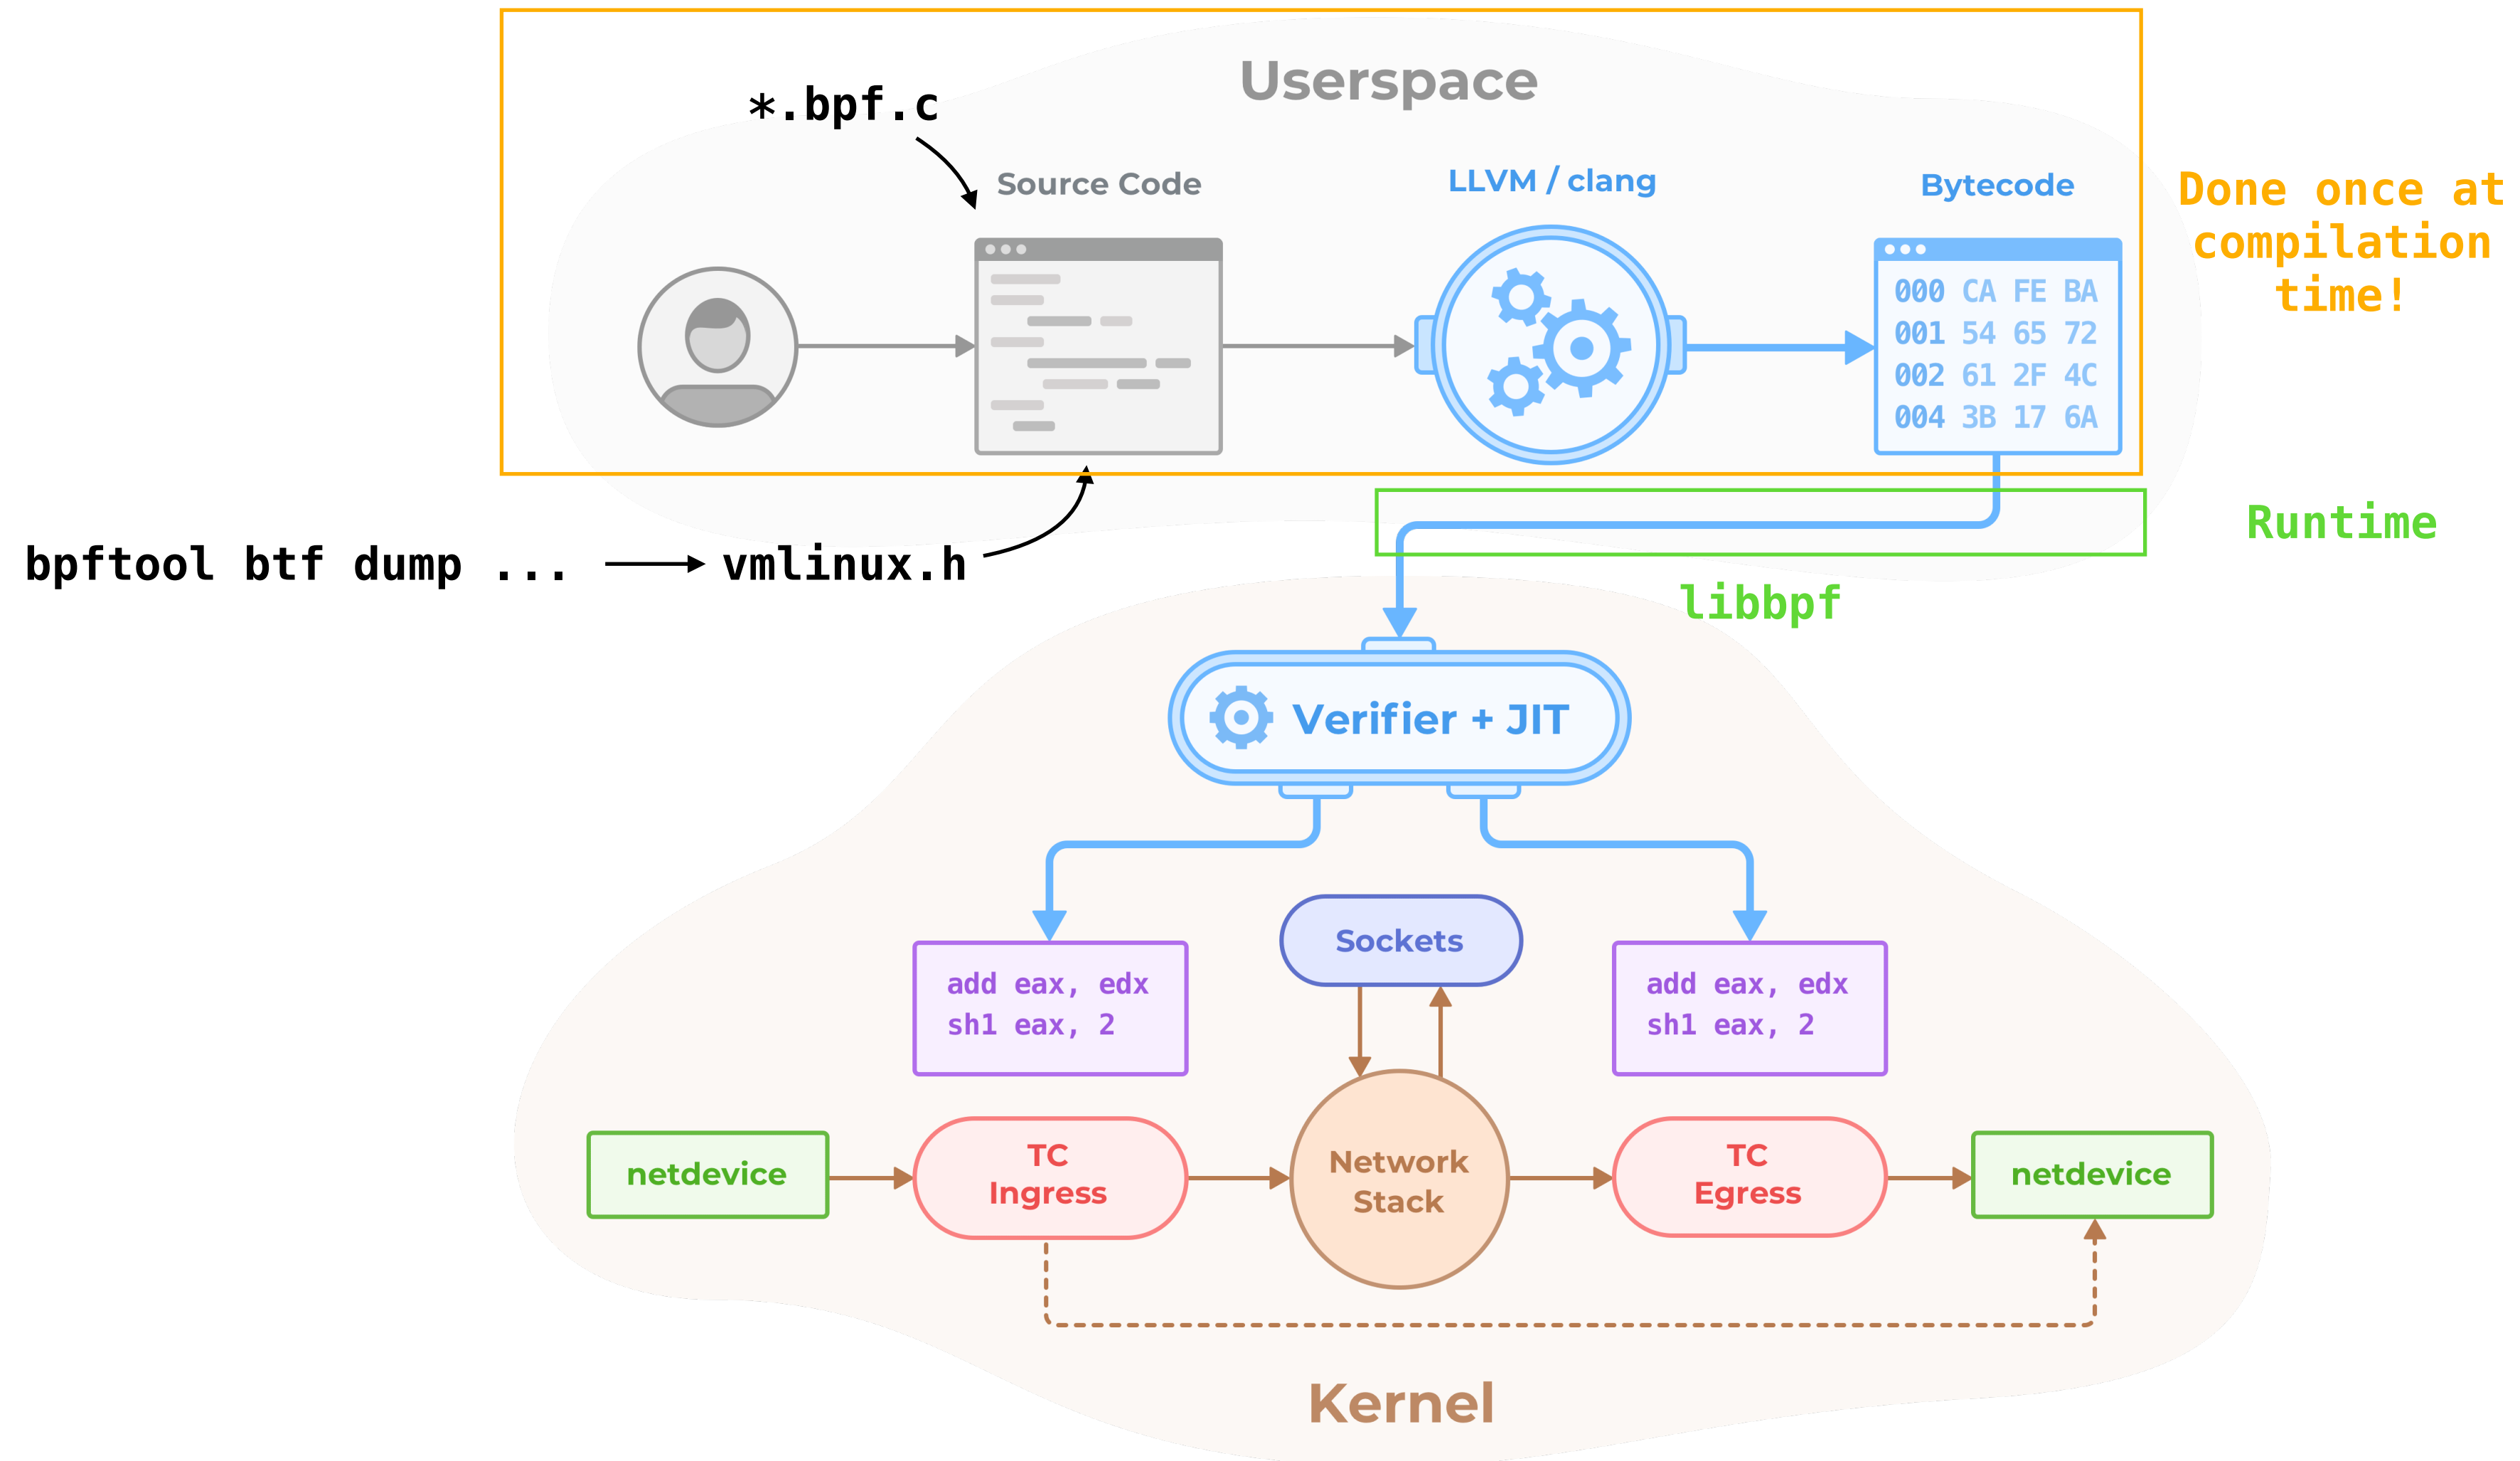 Userspace
*.bpf.c
Source Code
LLVM / clang
Bytecode
Done once at
compilation
time!
000 CA FE BA
001 54 65 72
002 61 2F 4C
004 3B 17 6A
Runtime
bpftool btf dump ...
vmlinux.h
libbpf
Verifier + JIT
add eax, edx
sh1 eax, 2
Sockets
add eax, edx
sh1 eax, 2
netdevice
TC
Ingress
Network
Stack
TC
Egress
netdevice
Kernel